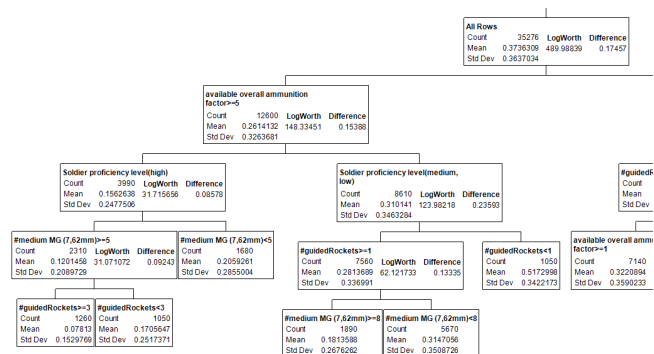 All Rows
Count 35276 LogWorth Difference
Mean 0.3736309 489.98839 0.17457
Std Dev 0.3637034
available overall ammunition
factor>=5
Count 12600 LogWorth Difference
Mean 0.2614132 148.33451 0.15388
Std Dev 0.3263681
Soldier proficiency level(high)
Count 3990 LogWorth Difference
Mean 0.1562638 31.715656 0.08578
Std Dev 0.2477506
Soldier proficiency level(medium,
low)
Count 8610 LogWorth Difference
Mean 0.310141 123.98218 0.23593
Std Dev 0.3463284
#guidedR
Count
Mean
Std Dev
#medium MG (7,62mm)>=5
Count 2310 LogWorth Difference
Mean 0.1201458 31.071072 0.09243
Std Dev 0.2089729
#medium MG (7,62mm)<5
Count 1680
Mean 0.2059261
Std Dev 0.2855004
#guidedRockets>=1
Count 7560 LogWorth Difference
Mean 0.2813689 62.121733 0.13335
Std Dev 0.336991
#guidedRockets<1
Count 1050
Mean 0.5172998
Std Dev 0.3422173
available overall ammu
factor>=1
Count 7140
Mean 0.3220894
Std Dev 0.3590233
#guidedRockets>=3
Count 1260
Mean 0.07813
Std Dev 0.1529769
#guidedRockets<3
Count 1050
Mean 0.1705647
Std Dev 0.2517371
#medium MG (7,62mm)>=8
Count 1890
Mean 0.1813588
Std Dev 0.2676262
#medium MG (7,62mm)<8
Count 5670
Mean 0.3147056
Std Dev 0.3508726